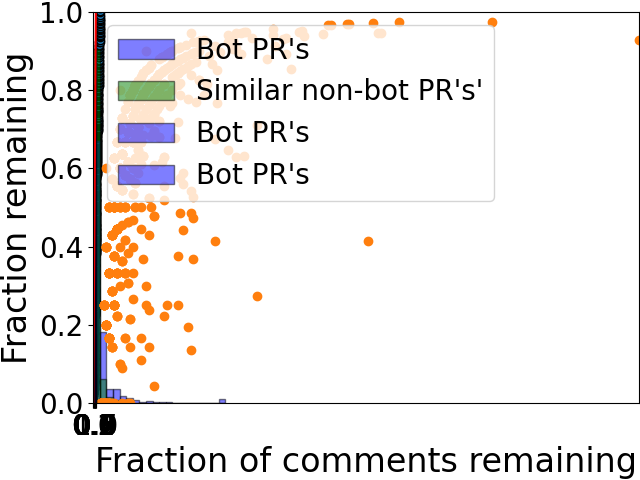 1.0
0.8
0.6
0.4
0.2
0.0
Fraction remaining
Bot PR's
Similar non-bot PR's'
Bot PR's
Bot PR's
Fraction of comments remaining